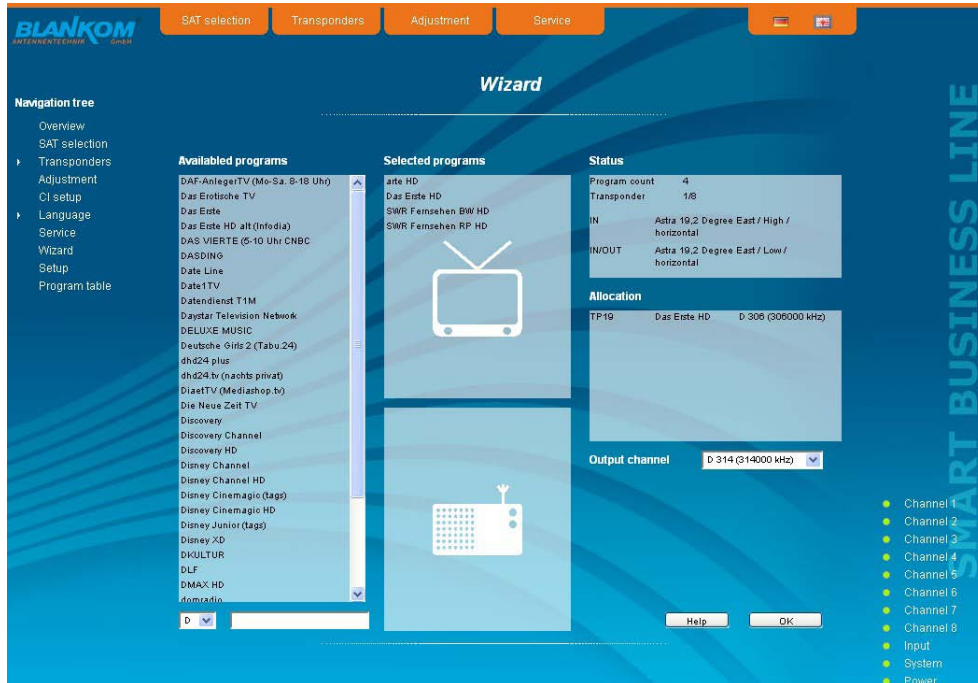 BLANKOM
ANTENNENTECHNIK GmbH
SAT selection
Transponders
Adjustment
Service
Wizard
Navigation tree
Overview
SAT selection
Transponders
Adjustment
CI setup
Language
Service
Wizard
Setup
Program table
Availabled programs
DAF-AnlegerTV (Mo-Sa. 8-18 Uhr)
Das Erotische TV
Das Erste
Das Erste HD alt (Infodia)
DAS VIERTE (5-10 Uhr CNBC
DASDING
Date Line
Date1TV
Datendienst T1M
Daystar Television Network
DELUXE MUSIC
Deutsche Girls 2 (Tabu.24)
dhd24 plus
dhd24.tv (nachts privat)
DiaetTV (Mediashop.tv)
Die Neue Zeit TV
Discovery
Discovery Channel
Discovery HD
Disney Channel
Disney Channel HD
Disney Cinemagic (tags)
Disney Cinemagic HD
Disney Junior (tags)
Disney XD
DKULTUR
DLF
DMAX HD
domradio
D
Selected programs
arte HD
Das Erste HD
SWR Fernsehen BW HD
SWR Fernsehen RP HD
Status
Program count 4
Transponder 1/8
IN Astra 19,2 Degree East / High /
horizontal
IN/OUT Astra 19,2 Degree East / Low /
horizontal
Allocation
TP19 Das Erste HD D 306 (306000 kHz)
Output channel D 314 (314000 kHz)
Help
OK
SMART BUSINESS LINE
Channel 1
Channel 2
Channel 3
Channel 4
Channel 5
Channel 6
Channel 7
Channel 8
Input
System
Power